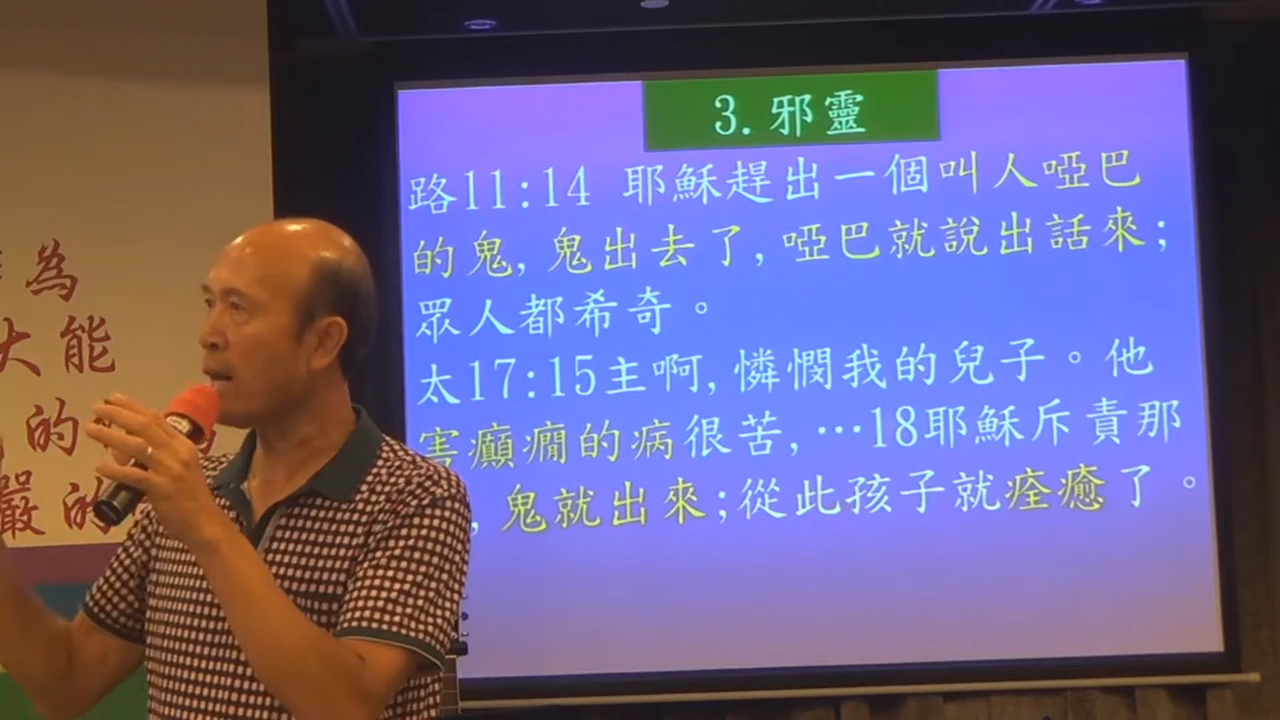 3.邪靈
路11:14 耶穌趕出一個叫人啞巴
的鬼,鬼出去了,啞巴就說出話來;
眾人都希奇。
太17:15主啊,憐憫我的兒子。他
害癲癇的病很苦,…18耶穌斥責那
,鬼就出來;從此孩子就痊癒了。
為
大能
的
嚴的